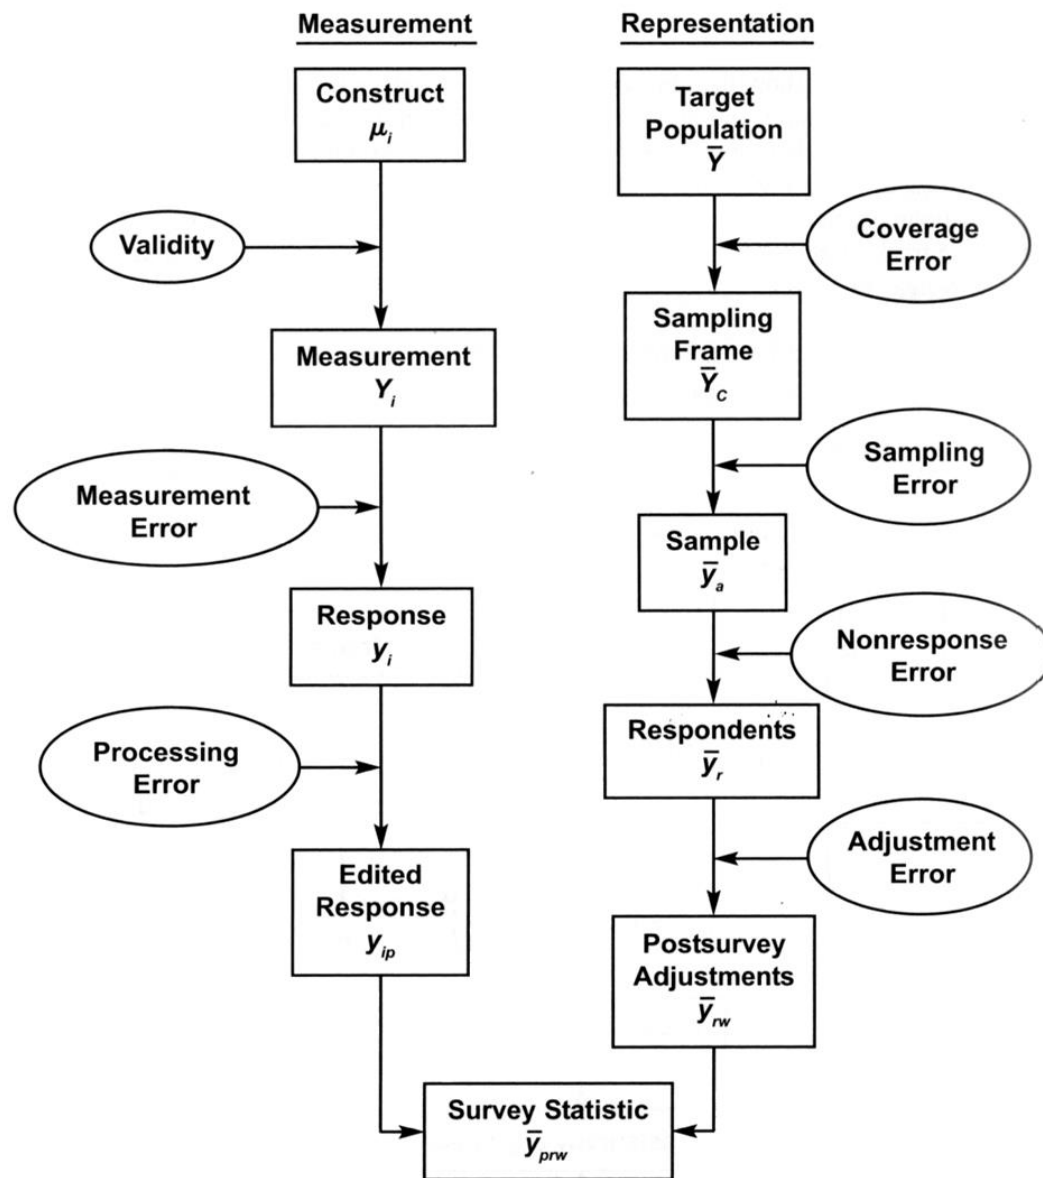 Measurement
Construct
μi
Validity
Measurement
Yi
Measurement
Error
Response
yi
Processing
Error
Edited
Response
yip
Representation
Target
Population
Ȳ
Coverage
Error
Sampling
Frame
ȲC
Sampling
Error
Sample
ȳa
Nonresponse
Error
Respondents
ȳr
Adjustment
Error
Postsurvey
Adjustments
ȳrw
Survey Statistic
ȳprw